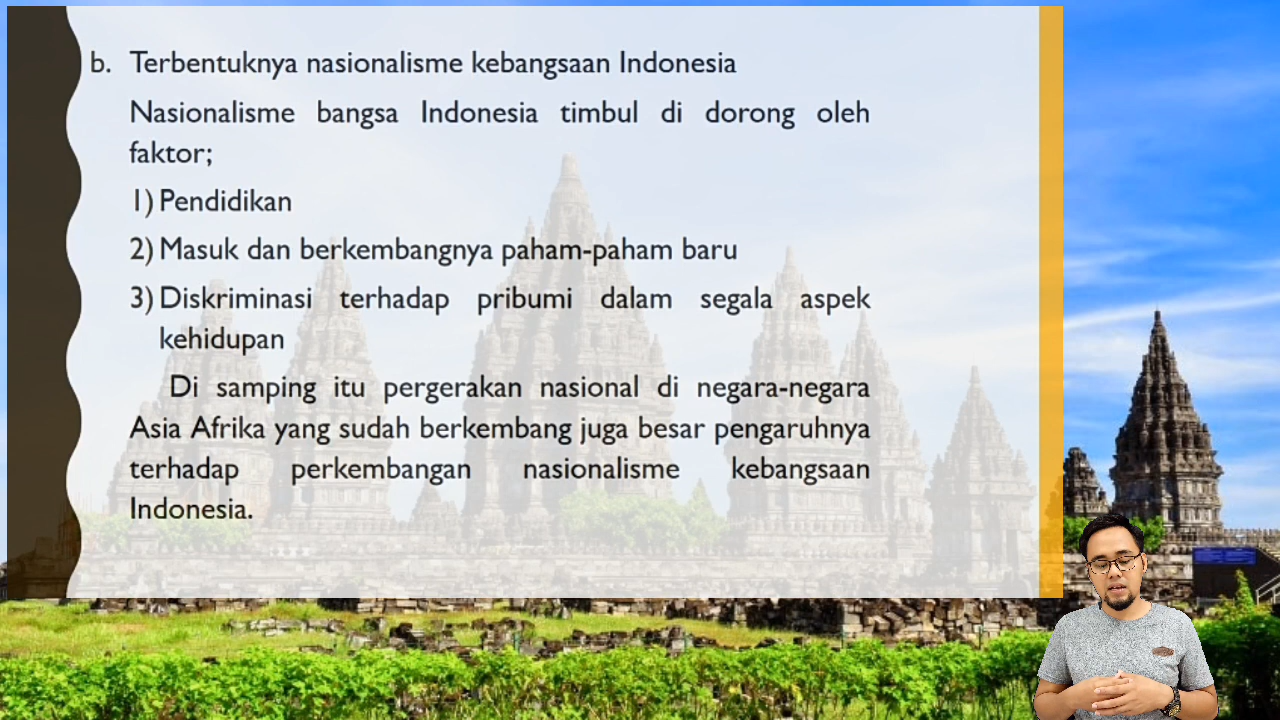 b. Terbentuknya nasionalisme kebangsaan Indonesia
Nasionalisme bangsa Indonesia timbul di dorong oleh
faktor;
1) Pendidikan
2) Masuk dan berkembangnya paham-paham baru
3) Diskriminasi terhadap pribumi dalam segala aspek
kehidupan
Di samping itu pergerakan nasional di negara-negara
Asia Afrika yang sudah berkembang juga besar pengaruhnya
terhadap perkembangan nasionalisme kebangsaan
Indonesia.